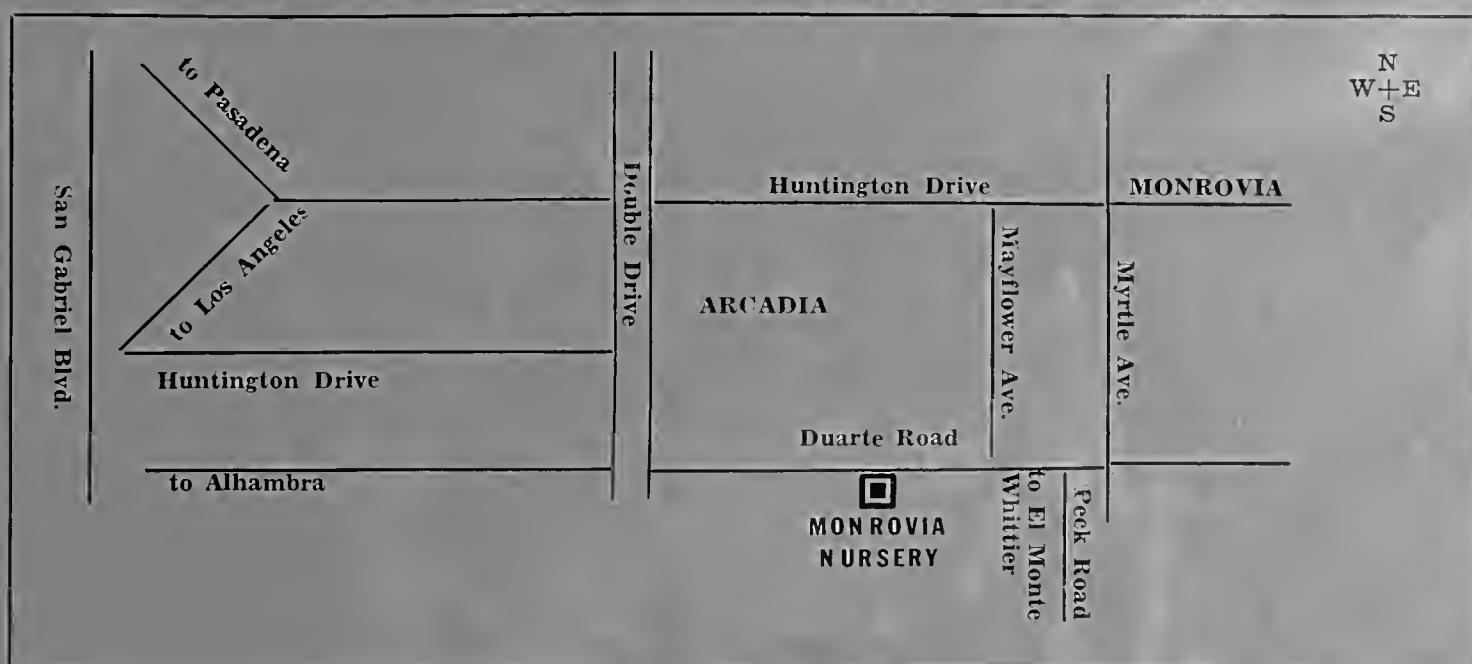 N
W+E
S
to Pasadena
San Gabriel Blvd.
to Los Angeles
Huntington Drive
to Alhambra
Double Drive
Huntington Drive
MONROVIA
ARCADIA
Mayflower Ave.
Myrtle Ave.
Duarte Road
MONROVIA
NURSERY
to El Monte
Whittier
Peck Road